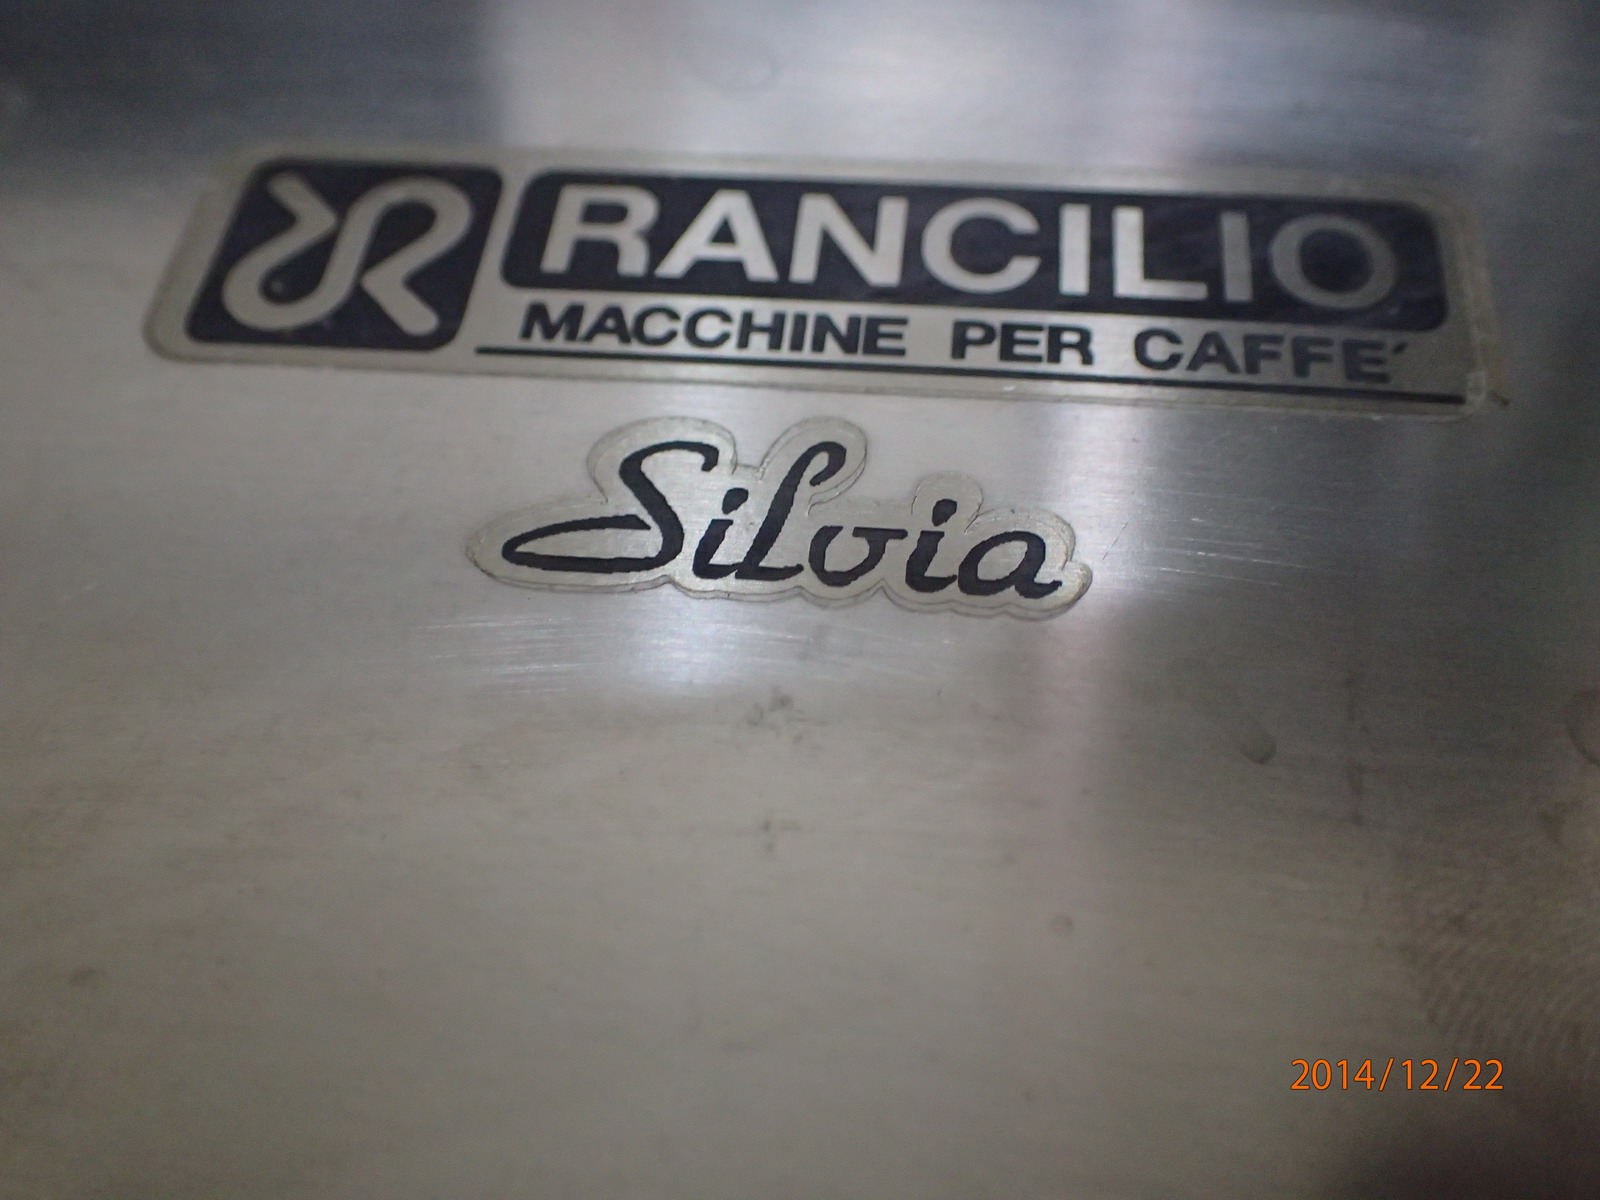 RANCILIO
MACCHINE PER CAFFE´
Silvia
2014/12/22